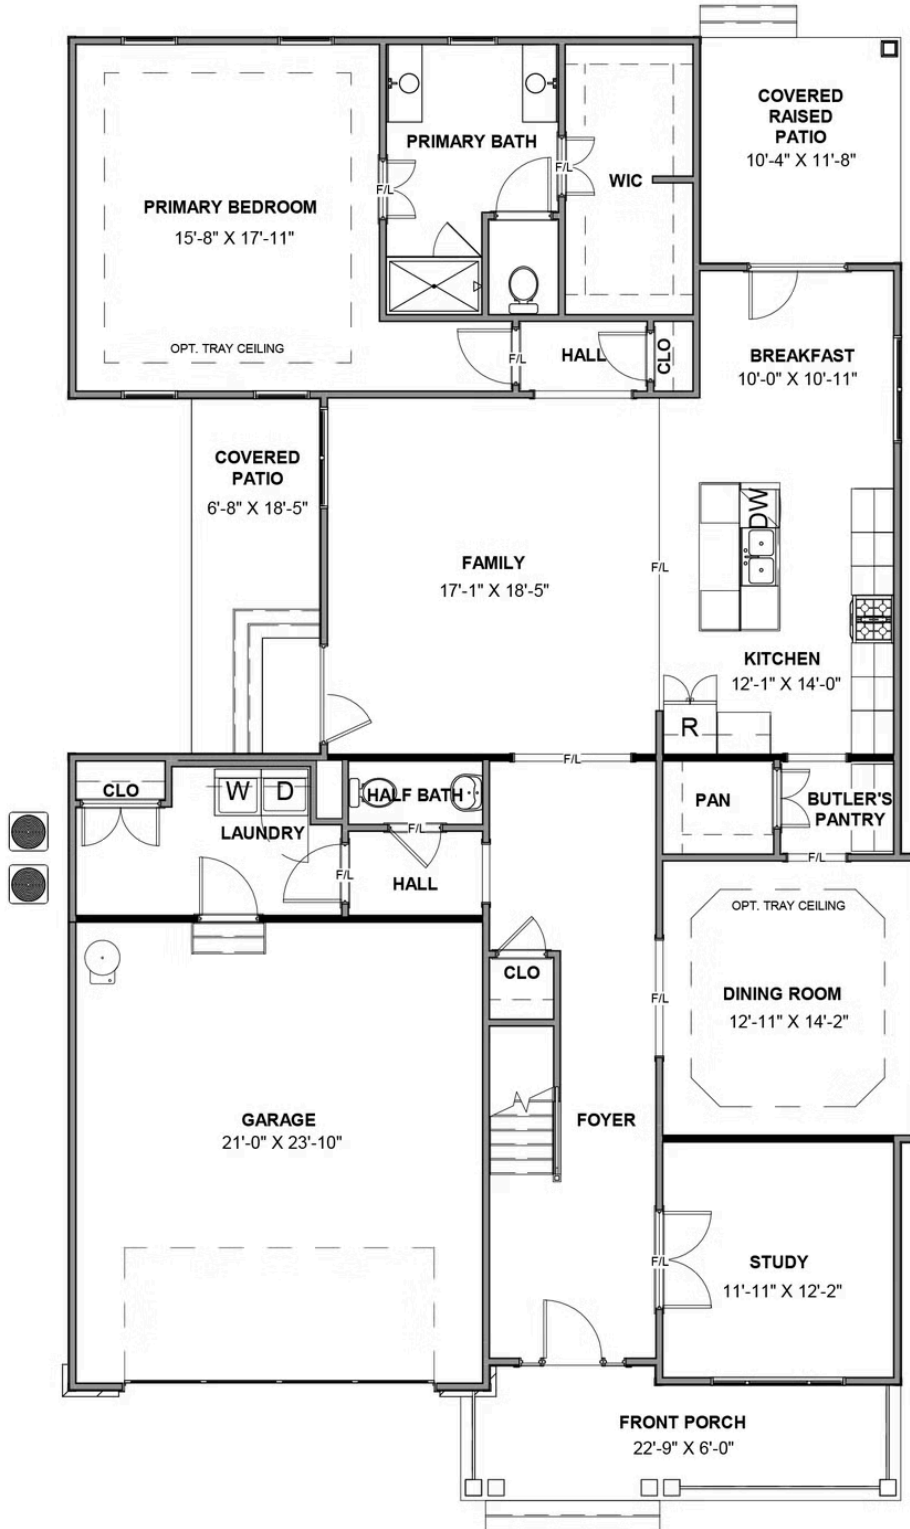 COVERED
RAISED
PATIO
10'-4" X 11'-8"
PRIMARY BATH
F/L
WIC
F/L
PRIMARY BEDROOM
15'-8" X 17'-11"
OPT. TRAY CEILING
F/L
HALL
CLO
BREAKFAST
10'-0" X 10'-11"
COVERED
PATIO
6'-8" X 18'-5"
DW
FAMILY
17'-1" X 18'-5"
F/L
KITCHEN
12'-1" X 14'-0"
R
F/L
CLO
W
D
HALF BATH
PAN
BUTLER'S
PANTRY
LAUNDRY
F/L
F/L
F/L
HALL
OPT. TRAY CEILING
CLO
DINING ROOM
12'-11" X 14'-2"
F/L
GARAGE
21'-0" X 23'-10"
FOYER
F/L
STUDY
11'-11" X 12'-2"
FRONT PORCH
22'-9" X 6'-0"